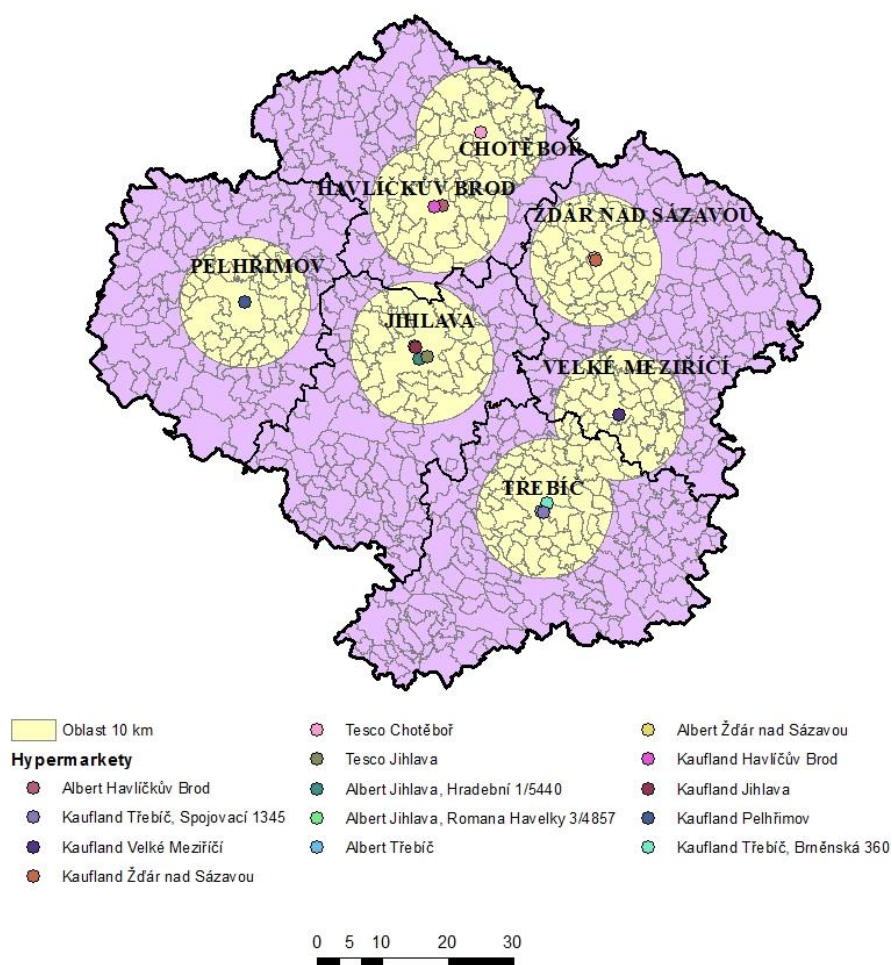 CHOTĚBOŘ
HAVLÍČKŮV BROD
ŽĎÁR NAD SÁZAVOU
PELHŘIMOV
JIHLAVA
VELKÉ MEZIŘÍČÍ
TŘEBÍČ
Oblast 10 km
Hypermarkety
Albert Havlíčkův Brod
Kaufland Třebíč, Spojovací 1345
Kaufland Velké Meziříčí
Kaufland Žďár nad Sázavou
Tesco Chotěboř
Tesco Jihlava
Albert Jihlava, Hradební 1/5440
Albert Jihlava, Romana Havelky 3/4857
Albert Třebíč
Albert Žďár nad Sázavou
Kaufland Havlíčův Brod
Kaufland Jihlava
Kaufland Pelhřimov
Kaufland Třebíč, Brněnská 360
0 5 10 20 30